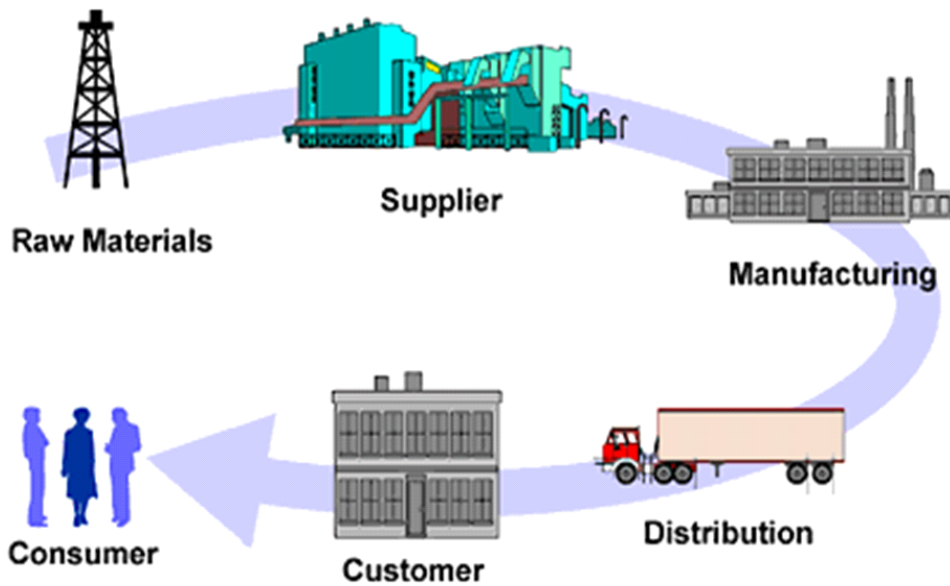 Raw Materials
Supplier
Manufacturing
Distribution
Customer
Consumer